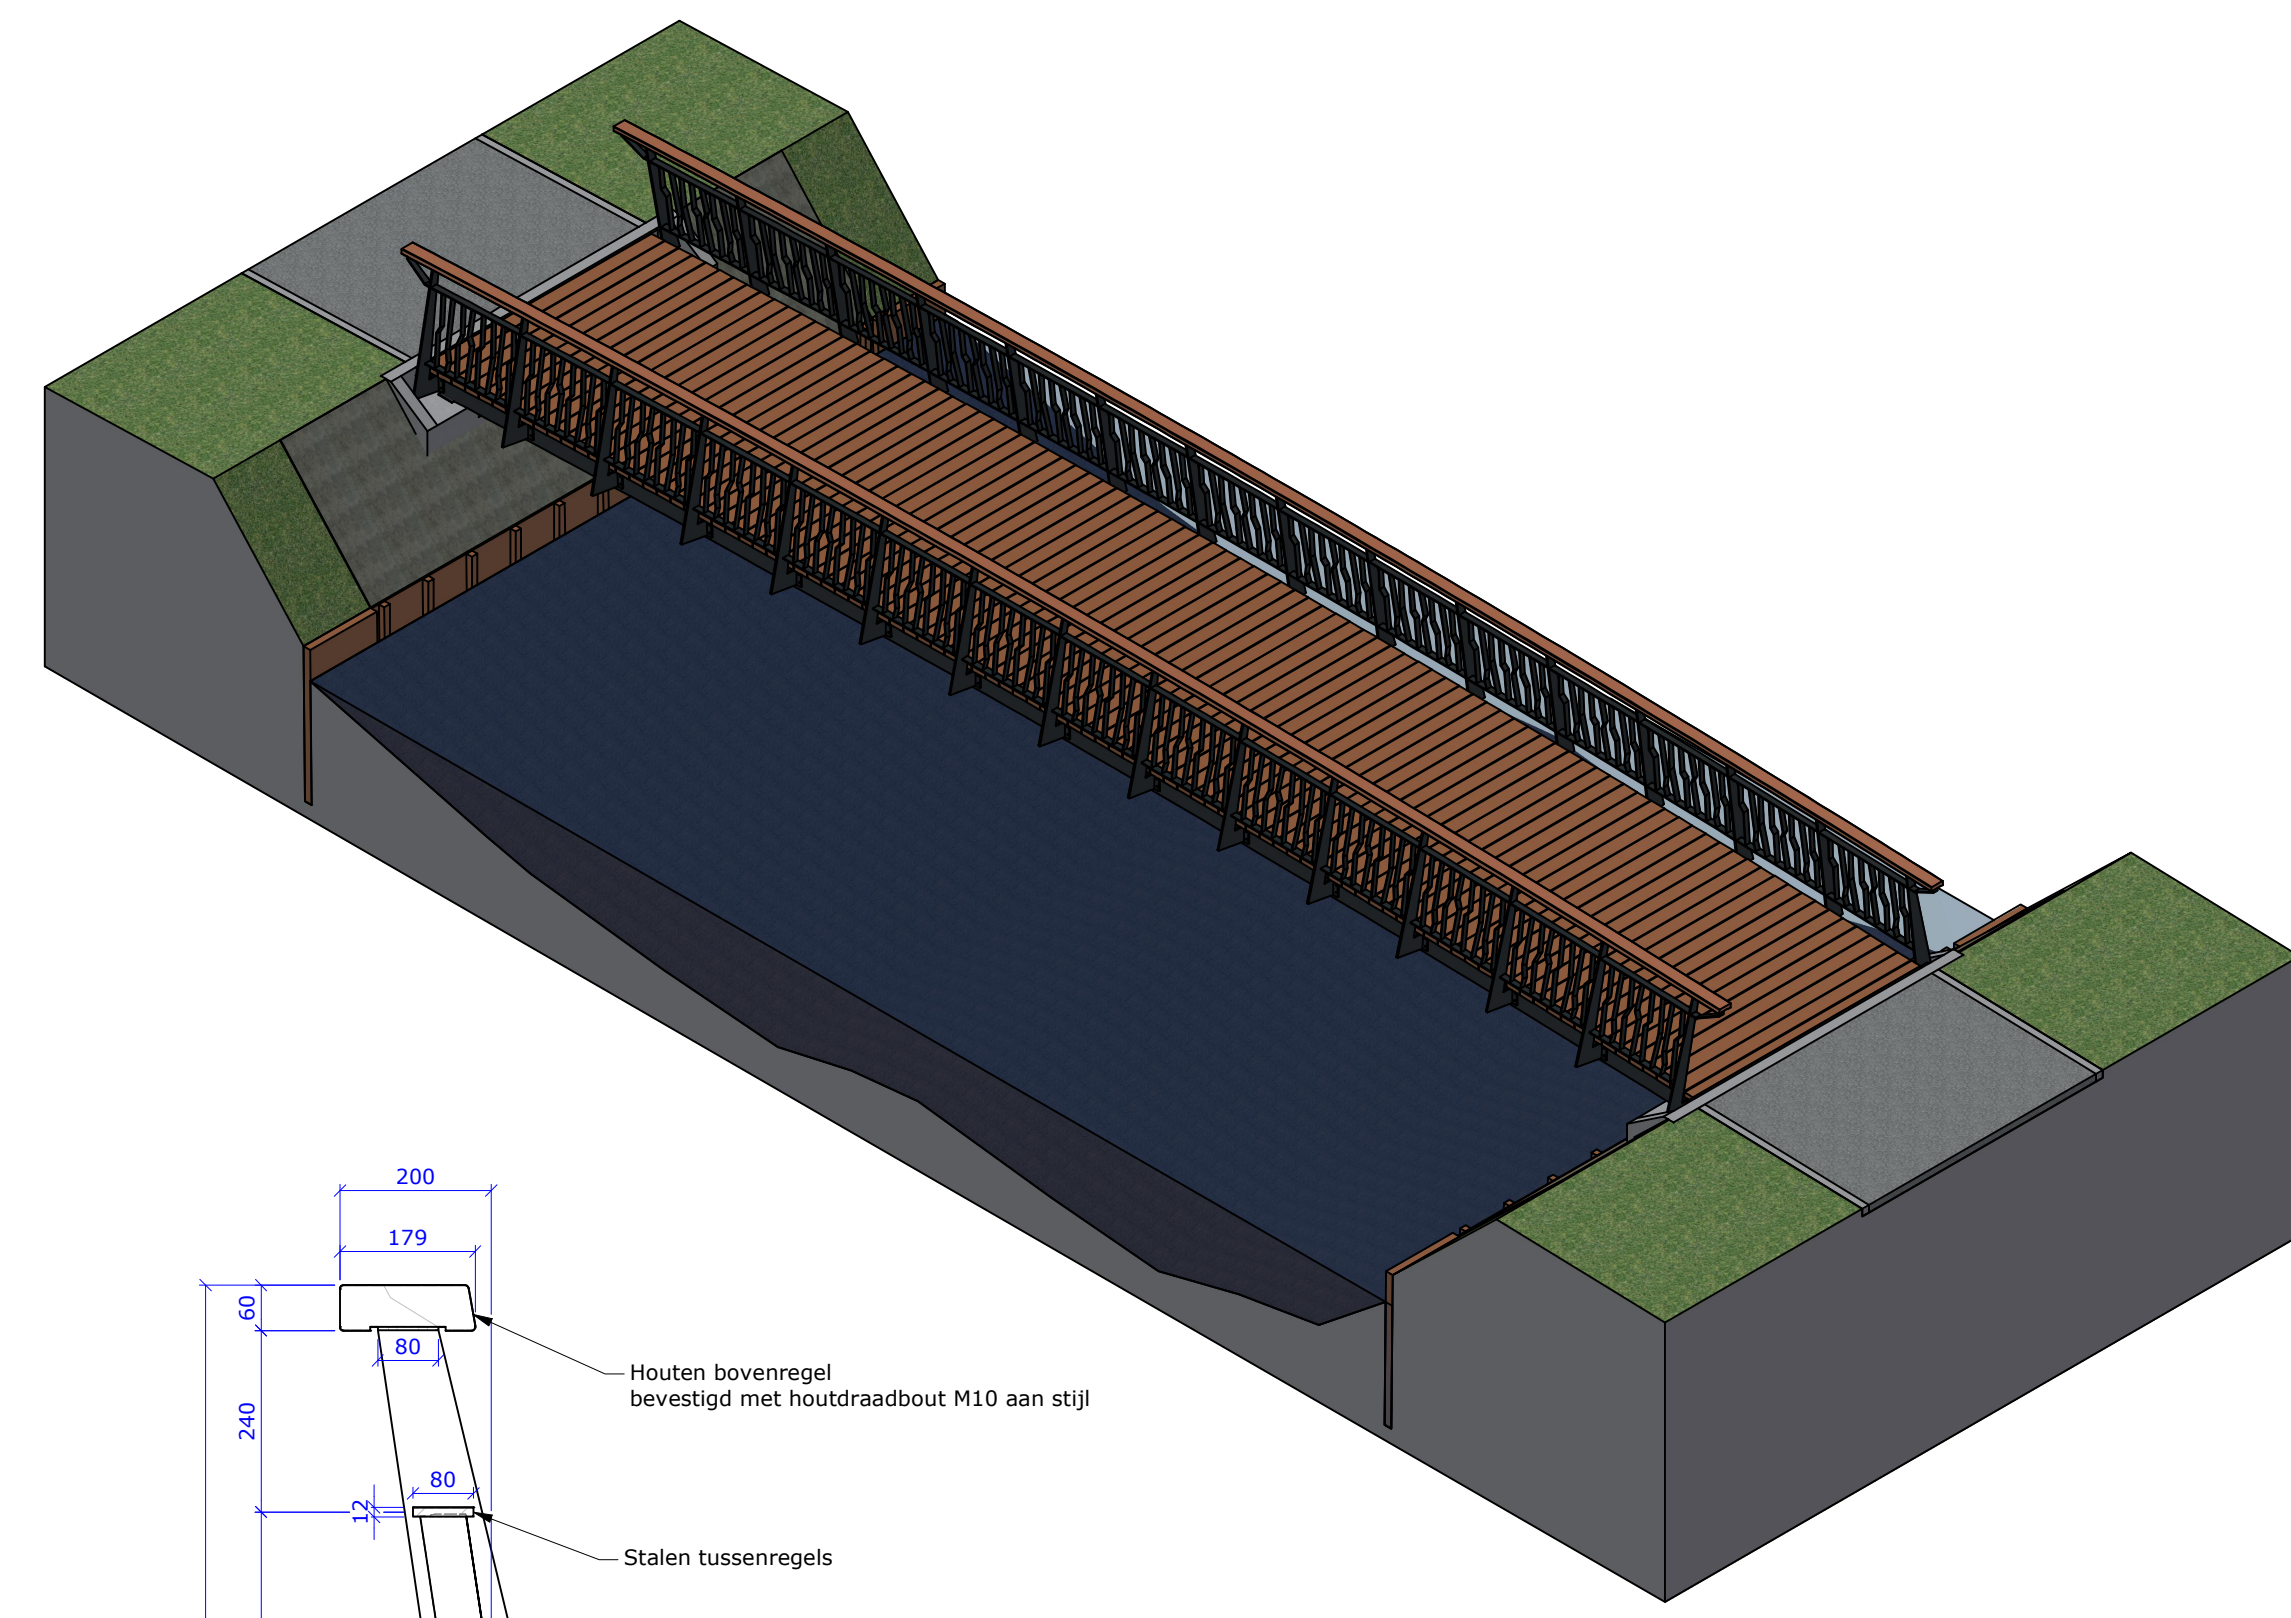 200
179
60
80
Houten bovenregel
bevestigd met houtdraadbout M10 aan stijl
240
80
12
Stalen tussenregels